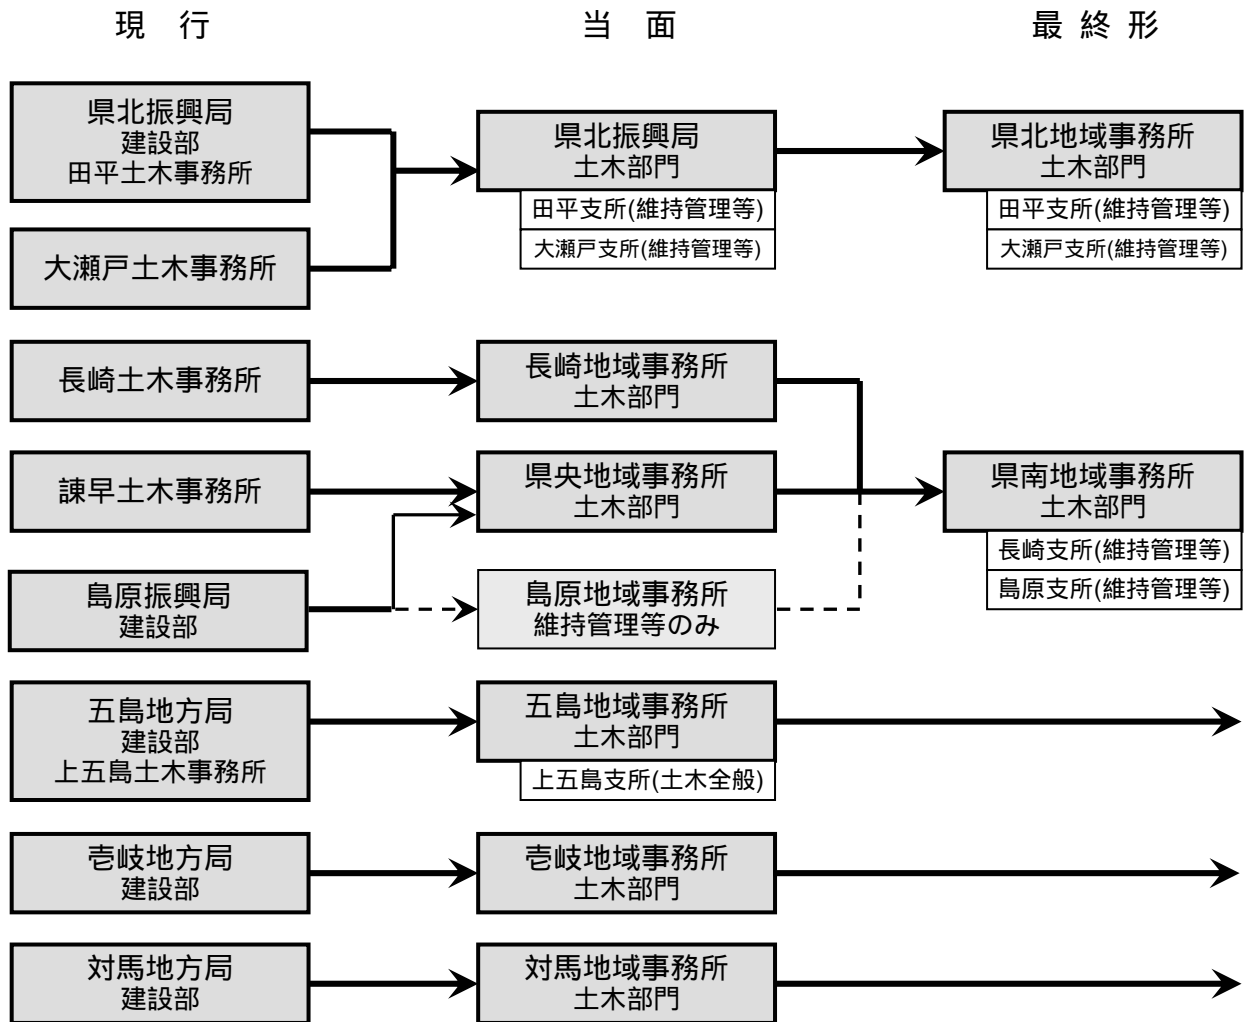 現 行
当 面
最 終 形
県北振興局
建設部
田平土木事務所
大瀬戸土木事務所
県北振興局
土木部門
田平支所(維持管理等)
大瀬戸支所(維持管理等)
県北地域事務所
土木部門
田平支所(維持管理等)
大瀬戸支所(維持管理等)
長崎土木事務所
長崎地域事務所
土木部門
諫早土木事務所
県央地域事務所
土木部門
県南地域事務所
土木部門
長崎支所(維持管理等)
島原支所(維持管理等)
島原振興局
建設部
島原地域事務所
維持管理等のみ
五島地方局
建設部
上五島土木事務所
五島地域事務所
土木部門
上五島支所(土木全般)
壱岐地方局
建設部
壱岐地域事務所
土木部門
対馬地方局
建設部
対馬地域事務所
土木部門